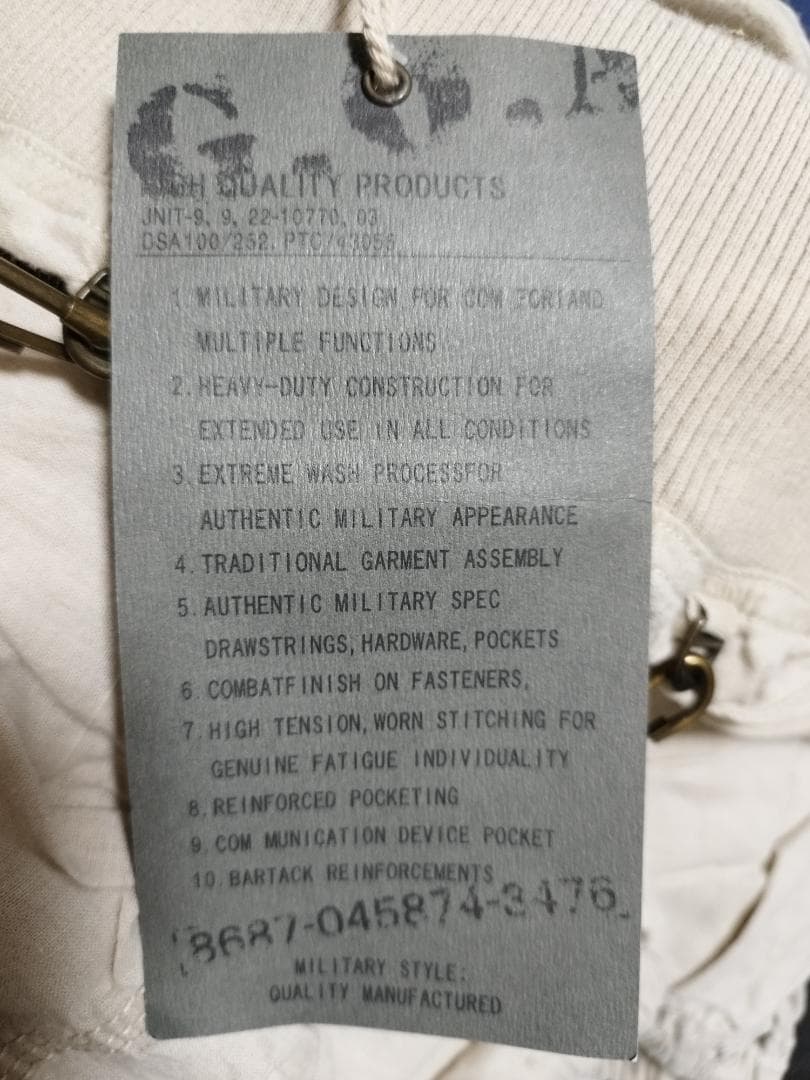 G.O.
HIGH QUALITY PRODUCTS
UNIT-9, 9, 22-10770, 03
DSA100/252. PTC/43055
1. MILITARY DESIGN FOR COM FORTAND
MULTIPLE FUNCTIONS
2. HEAVY-DUTY CONSTRUCTION FOR
EXTENDED USE IN ALL CONDITIONS
3. EXTREME WASH PROCESSFOR
AUTHENTIC MILITARY APPEARANCE
4. TRADITIONAL GARMENT ASSEMBLY
5. AUTHENTIC MILITARY SPEC
DRAWSTRINGS, HARDWARE, POCKETS
6. COMBATFINISH ON FASTENERS,
7. HIGH TENSION, WORN STITCHING FOR
GENUINE FATIGUE INDIVIDUALITY
8. REINFORCED POCKETING
9. COM MUNICATION DEVICE POCKET
10. BARTACK REINFORCEMENTS
8687-045874-3476
MILITARY STYLE:
QUALITY MANUFACTURED